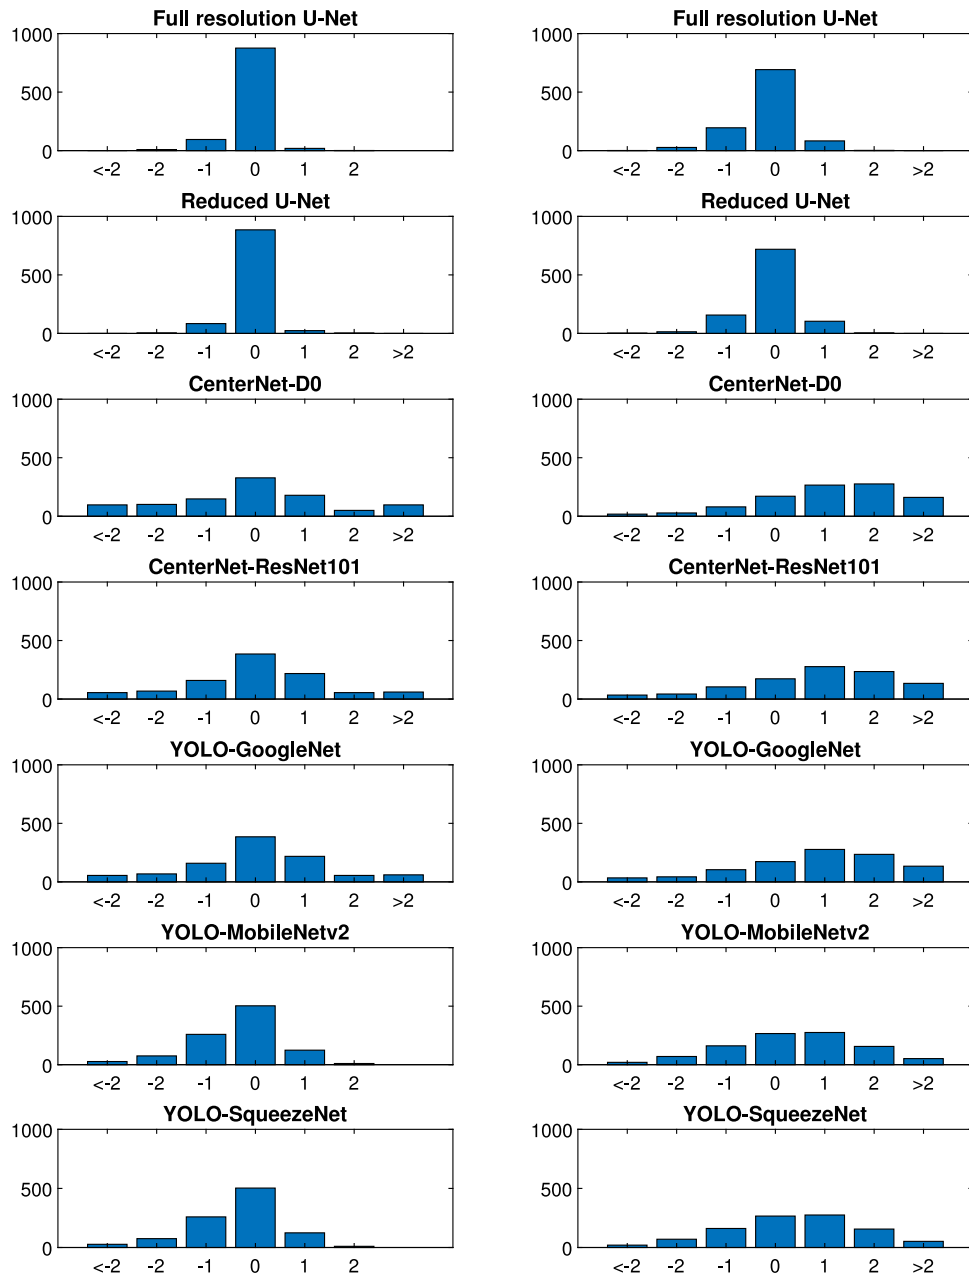 Full resolution U-Net Full resolution U-Net
1000 1000
500 500
0 0
<-2 -2 -1 0 1 2 <-2 -2 -1 0 1 2 >2
Reduced U-Net Reduced U-Net
1000 1000
500 500
0 0
<-2 -2 -1 0 1 2 >2 <-2 -2 -1 0 1 2 >2
CenterNet-D0 CenterNet-D0
1000 1000
500 500
0 0
<-2 -2 -1 0 1 2 >2 <-2 -2 -1 0 1 2 >2
CenterNet-ResNet101 CenterNet-ResNet101
1000 1000
500 500
0 0
<-2 -2 -1 0 1 2 >2 <-2 -2 -1 0 1 2 >2
YOLO-GoogleNet YOLO-GoogleNet
1000 1000
500 500
0 0
<-2 -2 -1 0 1 2 >2 <-2 -2 -1 0 1 2 >2
YOLO-MobileNetv2 YOLO-MobileNetv2
1000 1000
500 500
0 0
<-2 -2 -1 0 1 2 <-2 -2 -1 0 1 2 >2
YOLO-SqueezeNet YOLO-SqueezeNet
1000 1000
500 500
0 0
<-2 -2 -1 0 1 2 <-2 -2 -1 0 1 2 >2